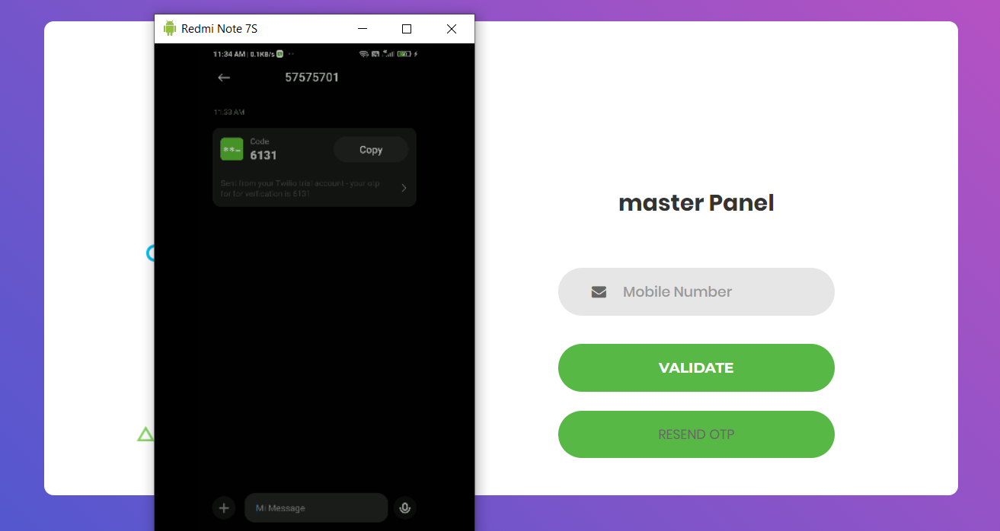 Redmi Note 7S
11:34 AM | 0.1KB/s
57575701
11:33 AM
Code
6131
Copy
Sent from your Twilio trial account - your otp
for for verfication is 6131
Mi Message
master Panel
Mobile Number
VALIDATE
RESEND OTP